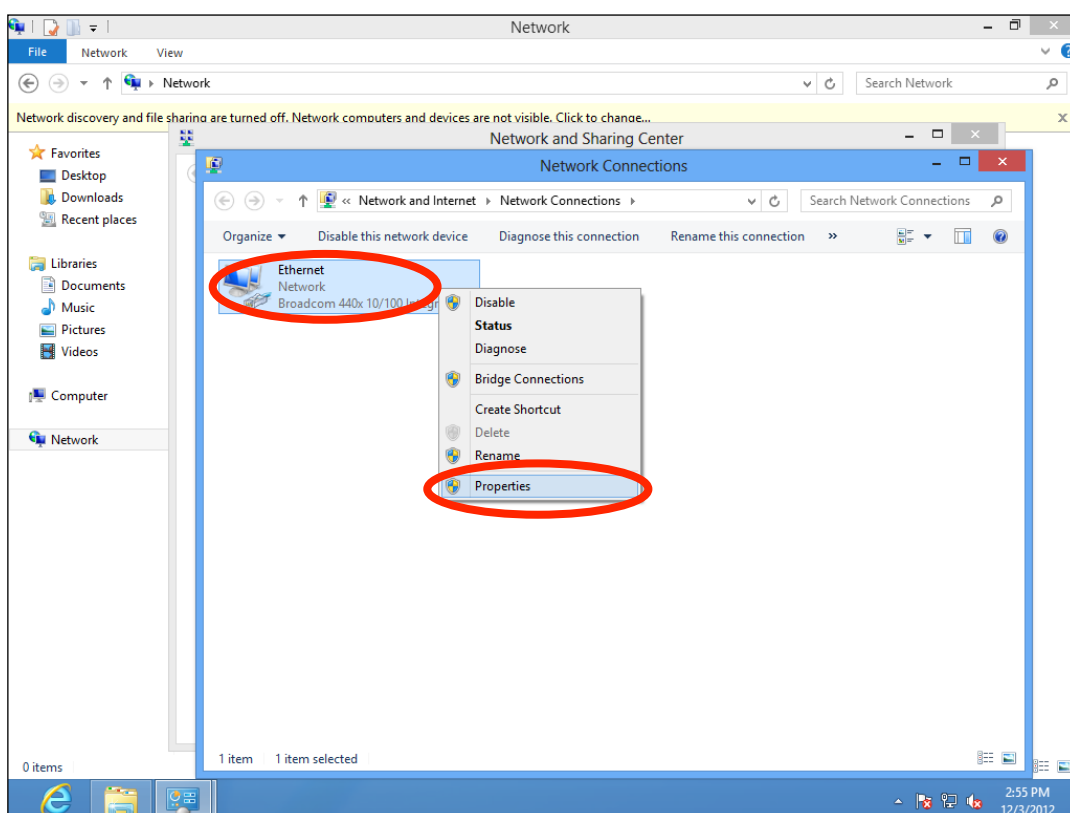 Network
File Network View
Network
Search Network
Network discovery and file sharing are turned off. Network computers and devices are not visible. Click to change...
Network and Sharing Center
Network Connections
« Network and Internet Network Connections
Search Network Connections
Organize Disable this network device Diagnose this connection Rename this connection »
Favorites
Desktop
Downloads
Recent places
Libraries
Documents
Music
Pictures
Videos
Computer
Network
Ethernet
Network
Broadcom 440x 10/100
Disable
Status
Diagnose
Bridge Connections
Create Shortcut
Delete
Rename
Properties
1 item 1 item selected
0 items
2:55 PM
12/3/2012